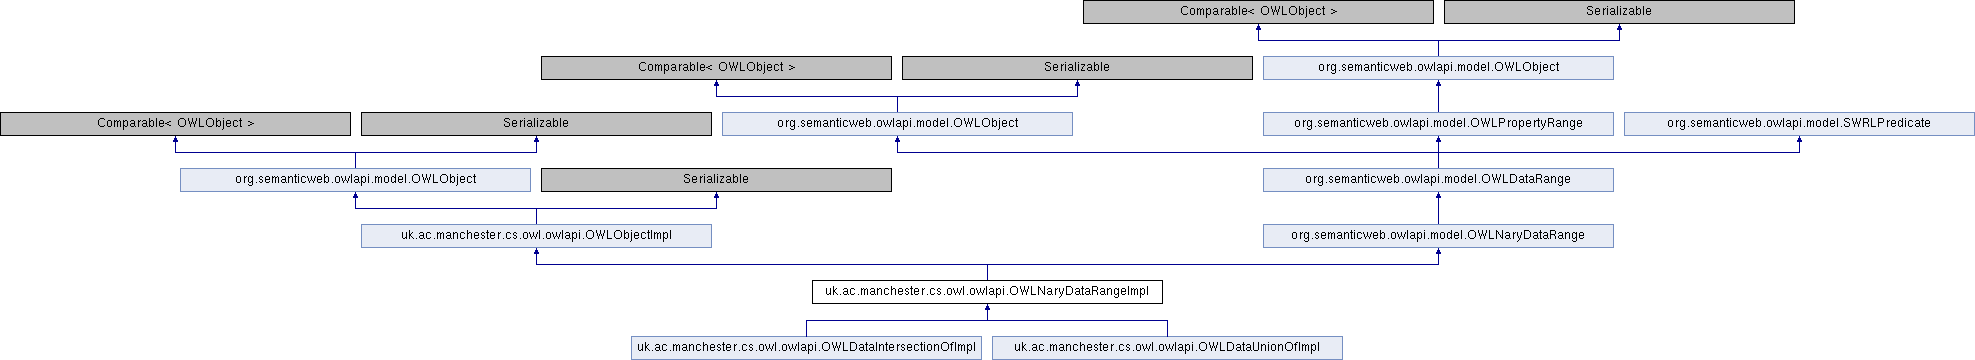 Comparable< OWLObject >
Serializable
Comparable< OWLObject >
Serializable
org.semanticweb.owlapi.model.OWLObject
Comparable< OWLObject >
Serializable
org.semanticweb.owlapi.model.OWLObject
org.semanticweb.owlapi.model.OWLPropertyRange
org.semanticweb.owlapi.model.SWRLPredicate
org.semanticweb.owlapi.model.OWLObject
Serializable
org.semanticweb.owlapi.model.OWLDataRange
uk.ac.manchester.cs.owl.owlapi.OWLObjectImpl
org.semanticweb.owlapi.model.OWLNaryDataRange
uk.ac.manchester.cs.owl.owlapi.OWLNaryDataRangeImpl
uk.ac.manchester.cs.owl.owlapi.OWLDataIntersectionOfImpl
uk.ac.manchester.cs.owl.owlapi.OWLDataUnionOfImpl